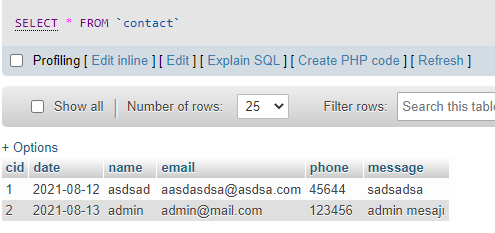 SELECT * FROM `contact`
Profiling [ Edit inline ] [ Edit ] [ Explain SQL ] [ Create PHP code ] [ Refresh ]
Show all | Number of rows: 25 Filter rows: Search this table
+ Options
cid date name email phone message
1 2021-08-12 asdsad aasdasdsa@asdsa.com 45644 sadsadsa
2 2021-08-13 admin admin@mail.com 123456 admin mesajı